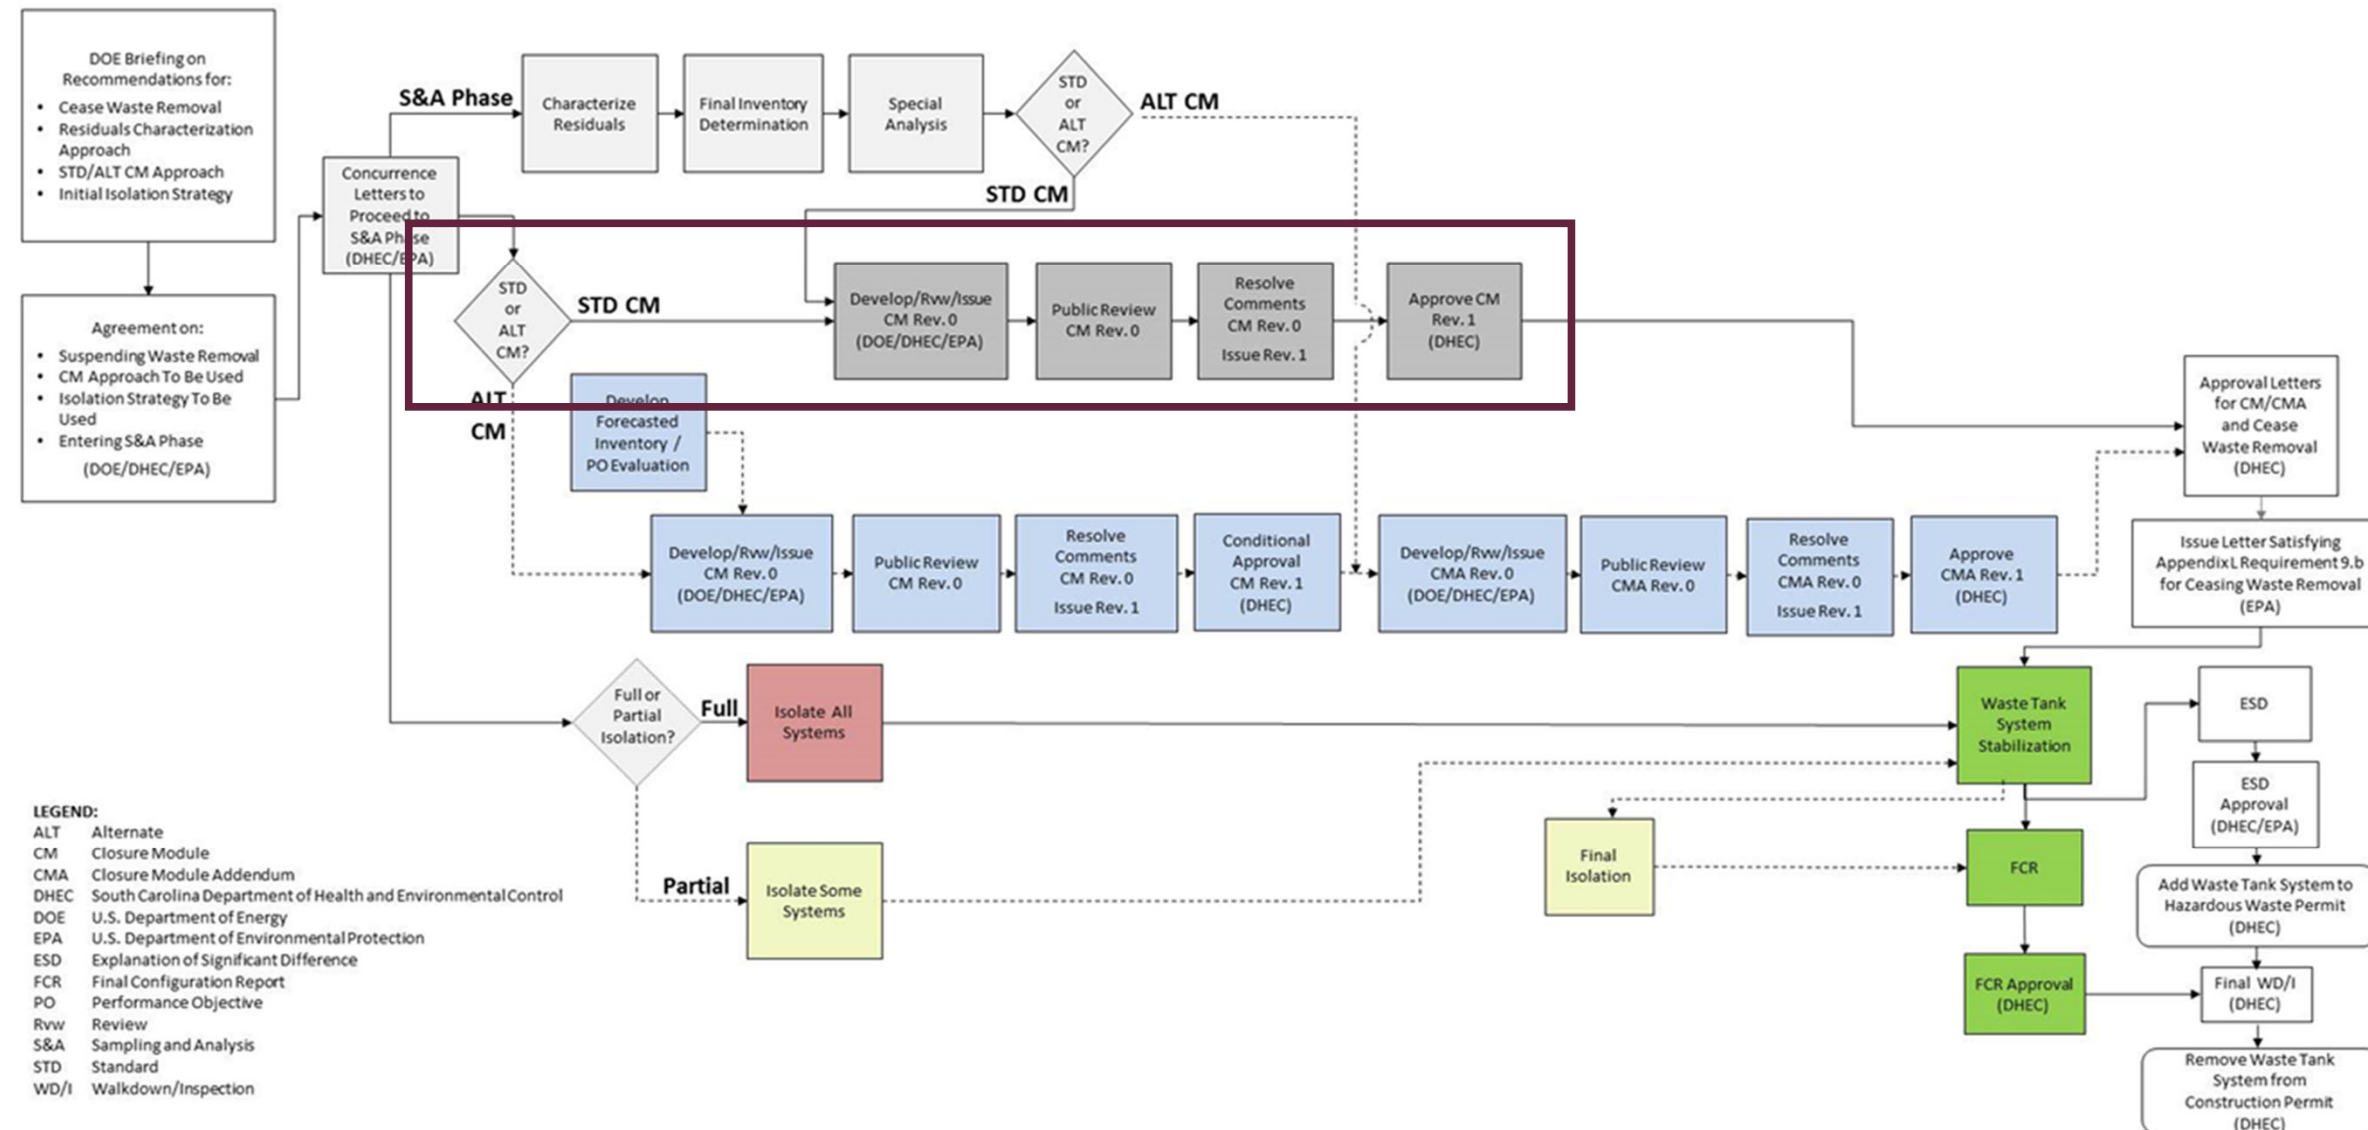 DOE Briefing on
Recommendations for:
• Cease Waste Removal
• Residuals Characterization
Approach
• STD/ALT CM Approach
• Initial Isolation Strategy
Agreement on:
• Suspending Waste Removal
• CM Approach To Be Used
• Isolation Strategy To Be
Used
• Entering S&A Phase
(DOE/DHEC/EPA)
Concurrence
Letters to
Proceed to
S&A Phase
(DHEC/EPA)
S&A Phase
Characterize
Residuals
Final Inventory
Determination
Special
Analysis
STD
or
ALT
CM?
ALT CM
STD CM
STD
or
ALT
CM?
STD CM
Develop/Rvw/Issue
CM Rev. 0
(DOE/DHEC/EPA)
Public Review
CM Rev. 0
Resolve
Comments
CM Rev. 0
Issue Rev. 1
Approve CM
Rev. 1
(DHEC)
ALT
CM
Develop
Forecasted
Inventory /
PO Evaluation
Develop/Rvw/Issue
CM Rev. 0
(DOE/DHEC/EPA)
Public Review
CM Rev. 0
Resolve
Comments
CM Rev. 0
Issue Rev. 1
Conditional
Approval
CM Rev. 1
(DHEC)
Develop/Rvw/Issue
CMA Rev. 0
(DOE/DHEC/EPA)
Public Review
CMA Rev. 0
Resolve
Comments
CMA Rev. 0
Issue Rev. 1
Approve
CMA Rev. 1
(DHEC)
Approval Letters
for CM/CMA
and Cease
Waste Removal
(DHEC)
Issue Letter Satisfying
Appendix L Requirement 9.b
for Ceasing Waste Removal
(EPA)
Full or
Partial
Isolation?
Full
Isolate All
Systems
Partial
Isolate Some
Systems
Waste Tank
System
Stabilization
Final
Isolation
FCR
FCR Approval
(DHEC)
ESD
ESD
Approval
(DHEC/EPA)
Add Waste Tank System to
Hazardous Waste Permit
(DHEC)
Final WD/I
(DHEC)
Remove Waste Tank
System from
Construction Permit
(DHEC)
LEGEND:
ALT Alternate
CM Closure Module
CMA Closure Module Addendum
DHEC South Carolina Department of Health and Environmental Control
DOE U.S. Department of Energy
EPA U.S. Department of Environmental Protection
ESD Explanation of Significant Difference
FCR Final Configuration Report
PO Performance Objective
Rvw Review
S&A Sampling and Analysis
STD Standard
WD/I Walkdown/Inspection